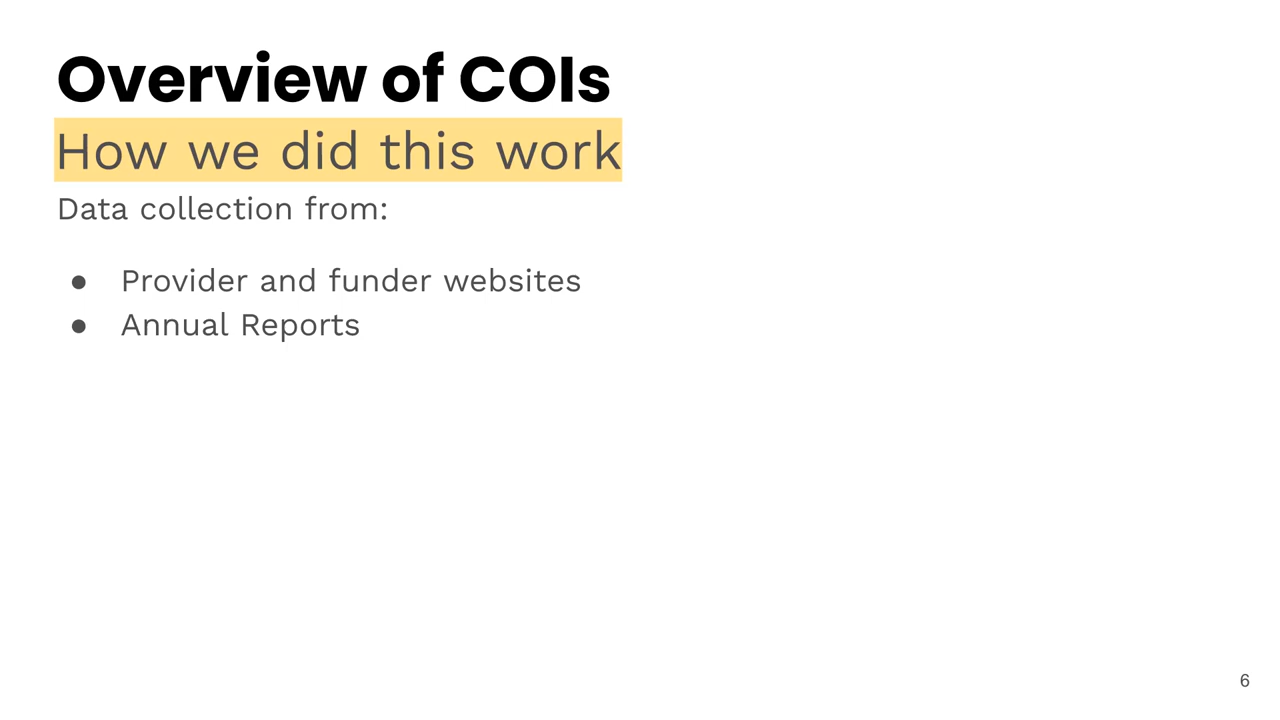 Overview of COIs
How we did this work
Data collection from:
● Provider and funder websites
● Annual Reports
6